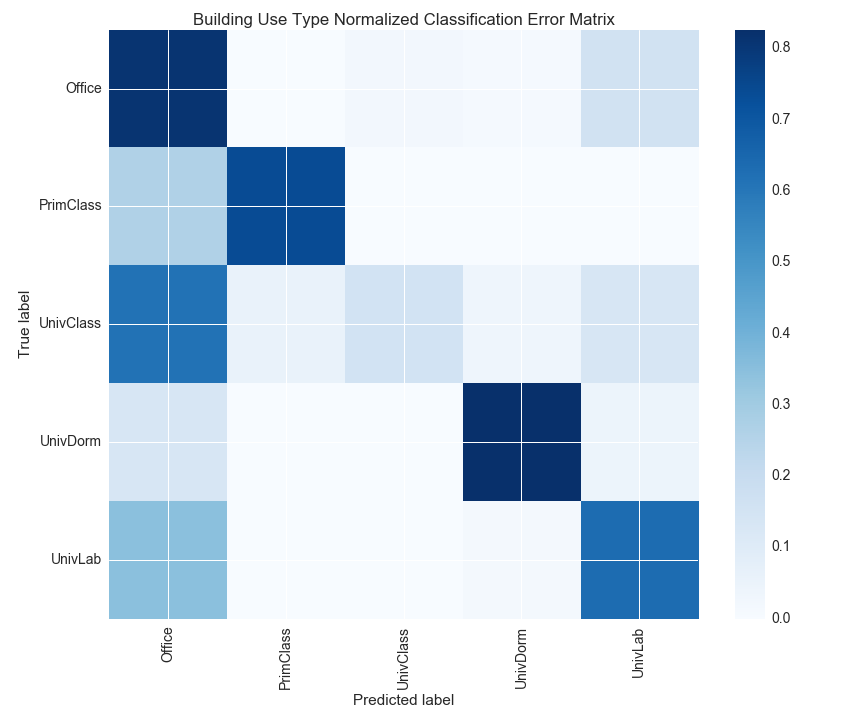 Building Use Type Normalized Classification Error Matrix
Office
PrimClass
UnivClass
UnivDorm
UnivLab
True label
Office
PrimClass
UnivClass
UnivDorm
UnivLab
Predicted label
0.8
0.7
0.6
0.5
0.4
0.3
0.2
0.1
0.0